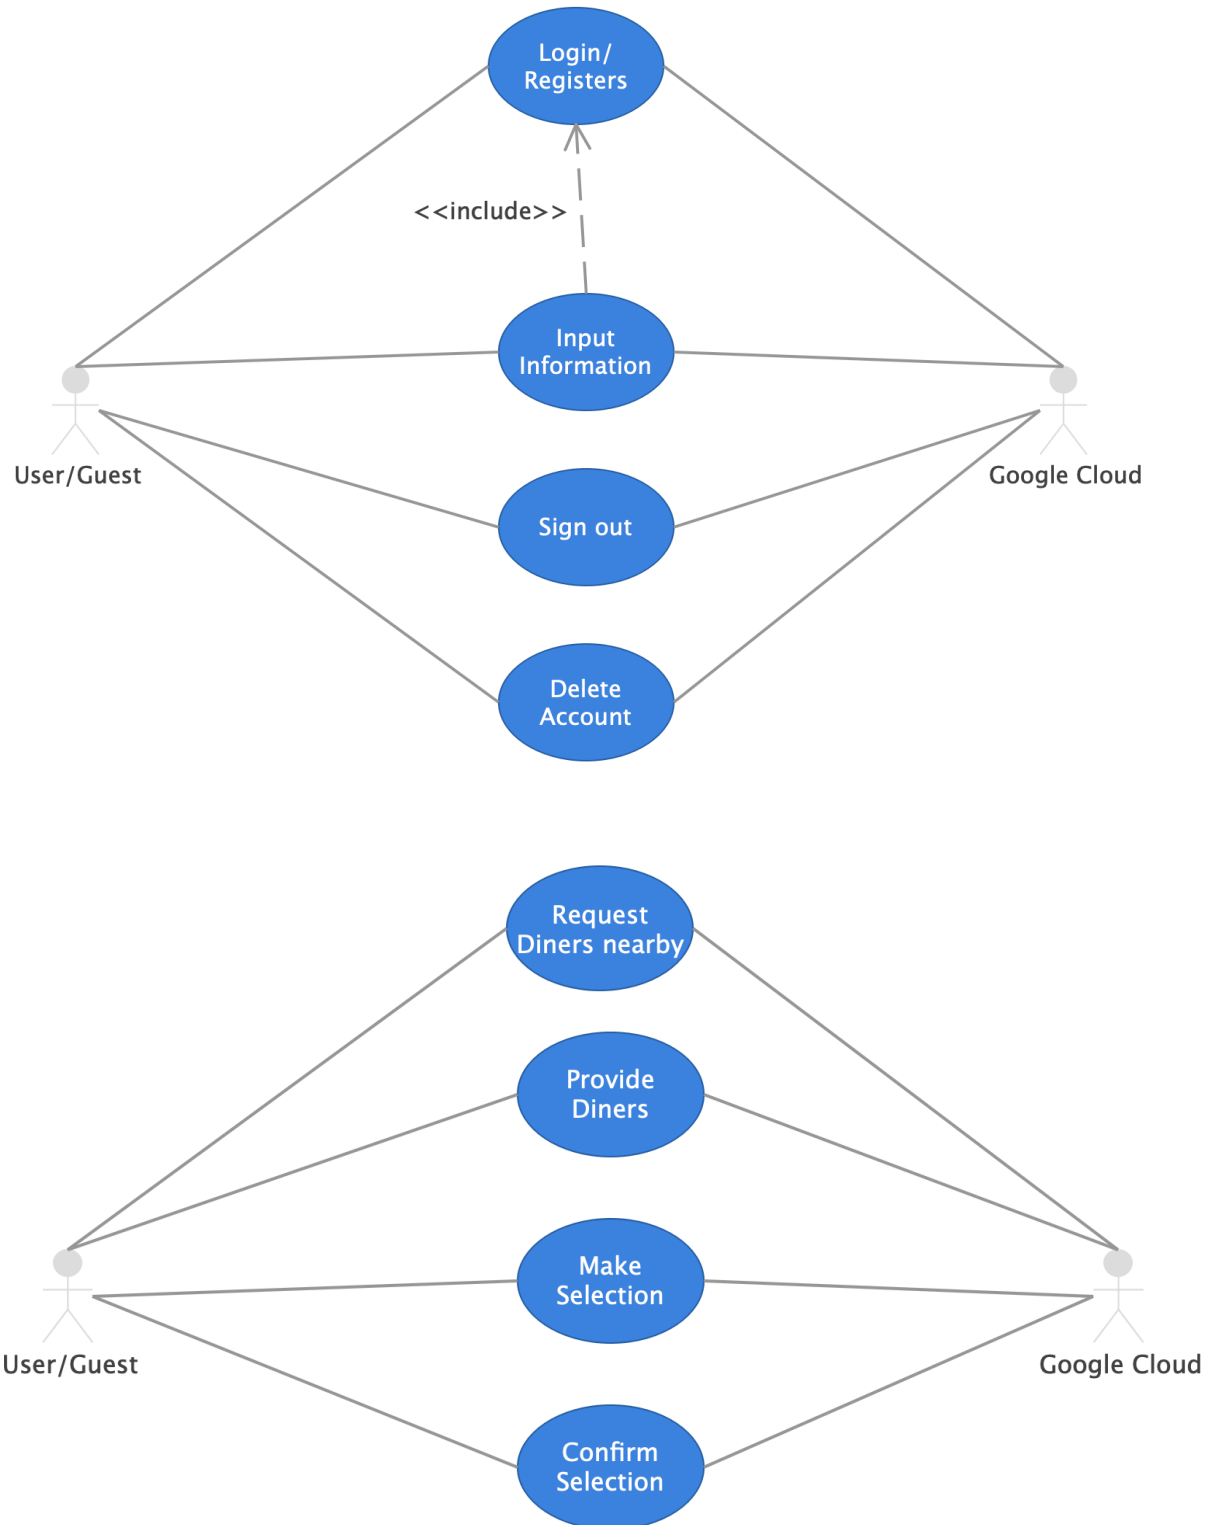 Login/
Registers
<<include>>
Input
Information
User/Guest
Google Cloud
Sign out
Delete
Account
Request
Diners nearby
Provide
Diners
Make
Selection
User/Guest
Google Cloud
Confirm
Selection